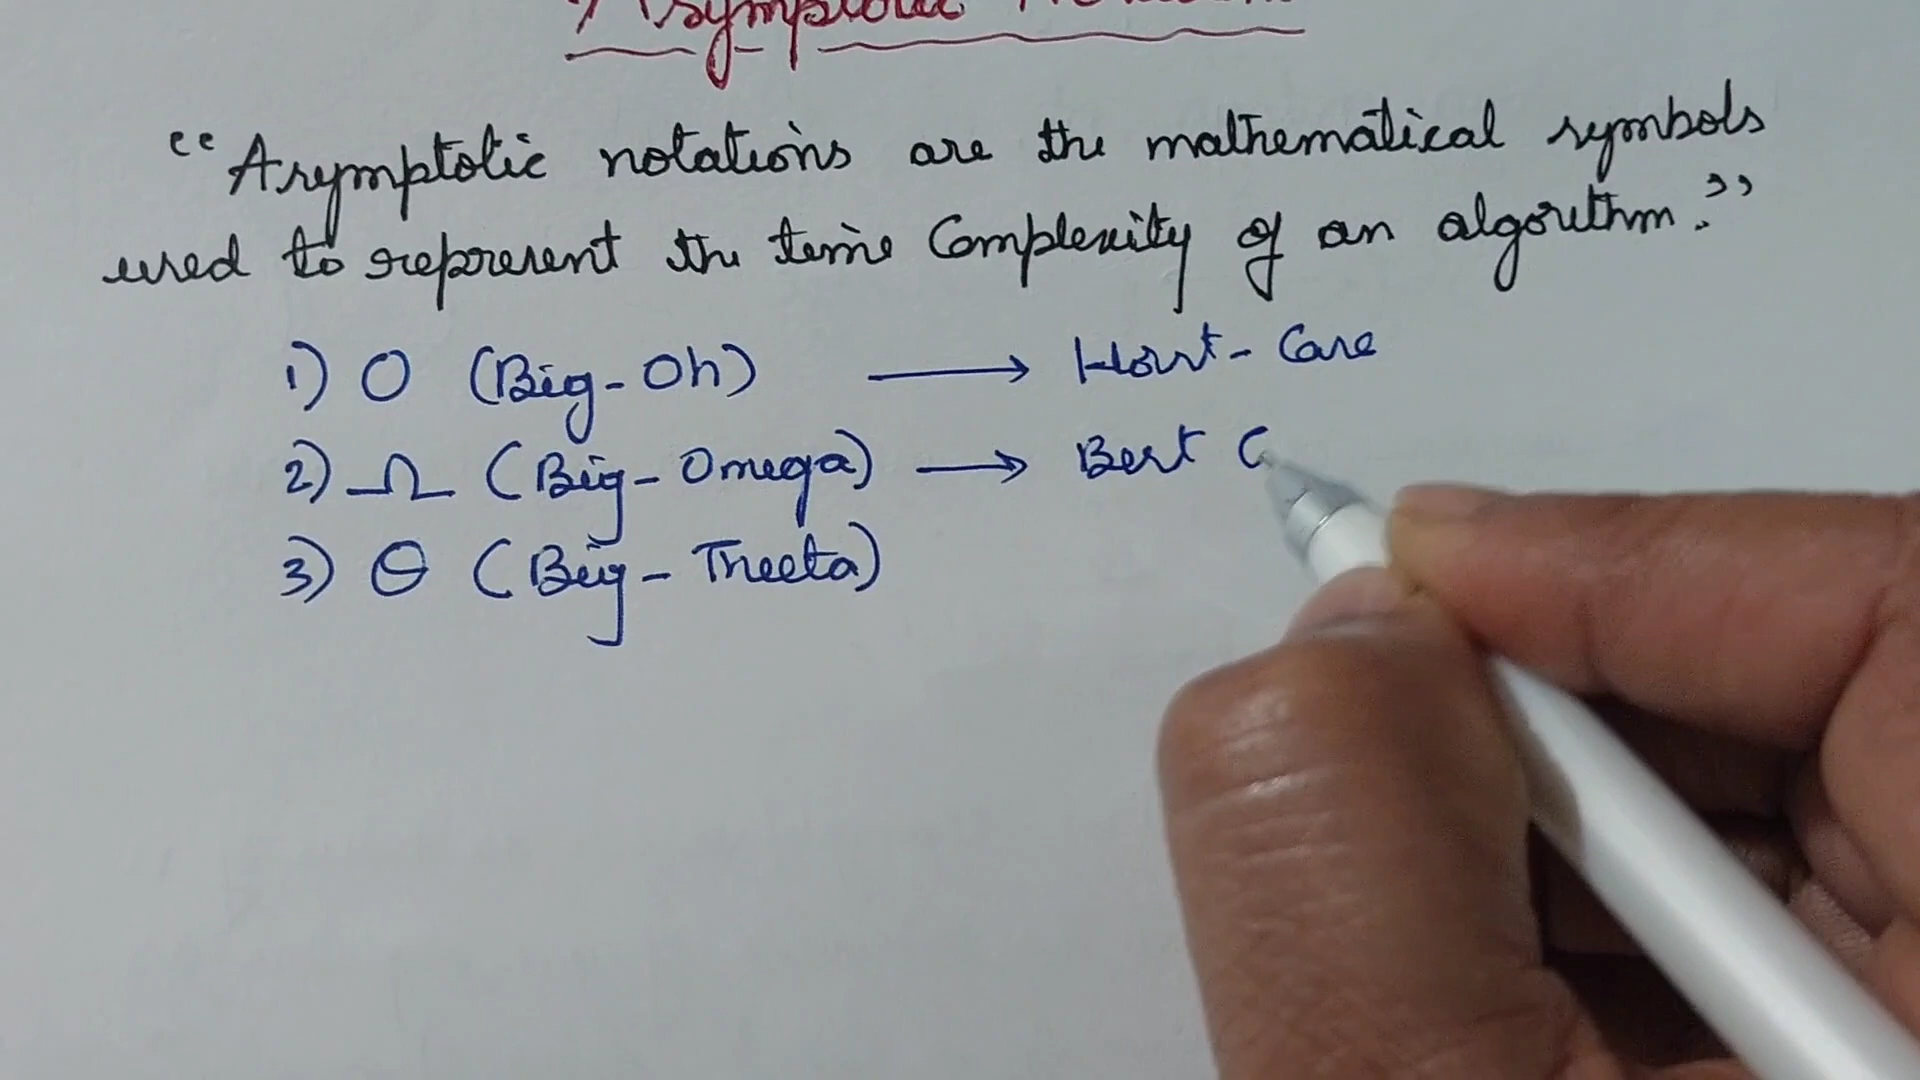 Asymptotic
“Asymptotic notations are the mathematical symbols
used to represent the time Complexity of an algorithm.”
1) O (Big-Oh) → Worst-Case
2) Ω (Big-Omega) → Best C
3) Θ (Big-Theeta)